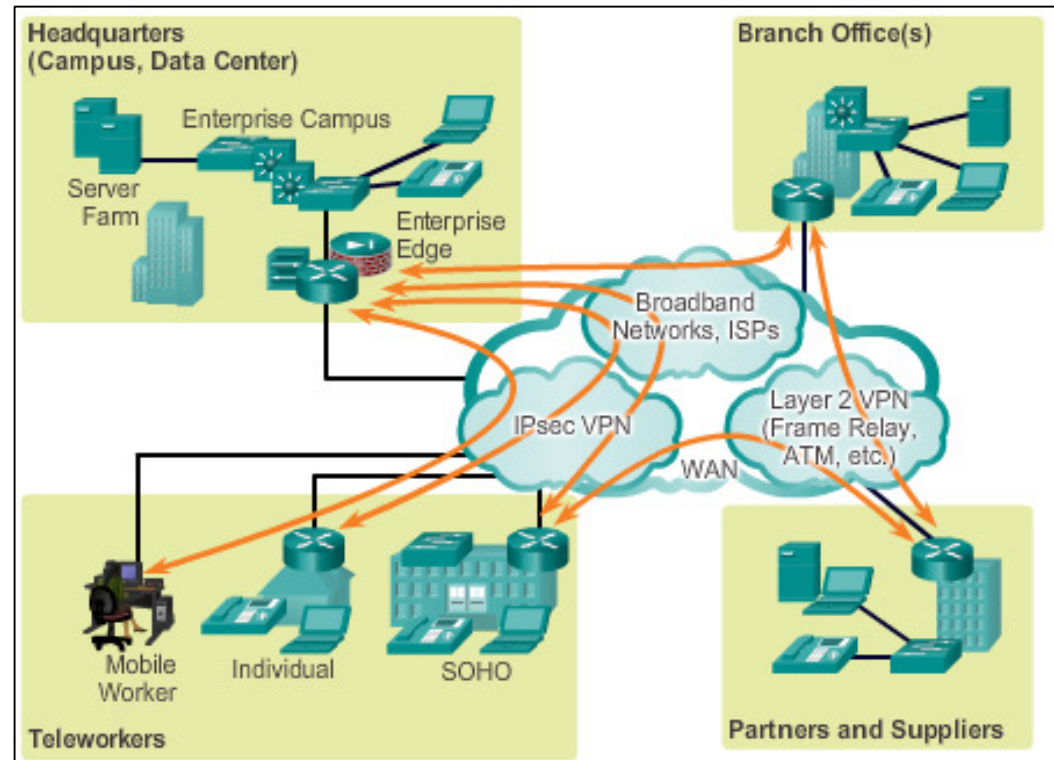 Headquarters
(Campus, Data Center)
Enterprise Campus
Server
Farm
Enterprise
Edge
Branch Office(s)
Broadband
Networks, ISPs
IPsec VPN
Layer 2 VPN
(Frame Relay,
ATM, etc.)
WAN
Mobile
Worker
Individual
SOHO
Teleworkers
Partners and Suppliers